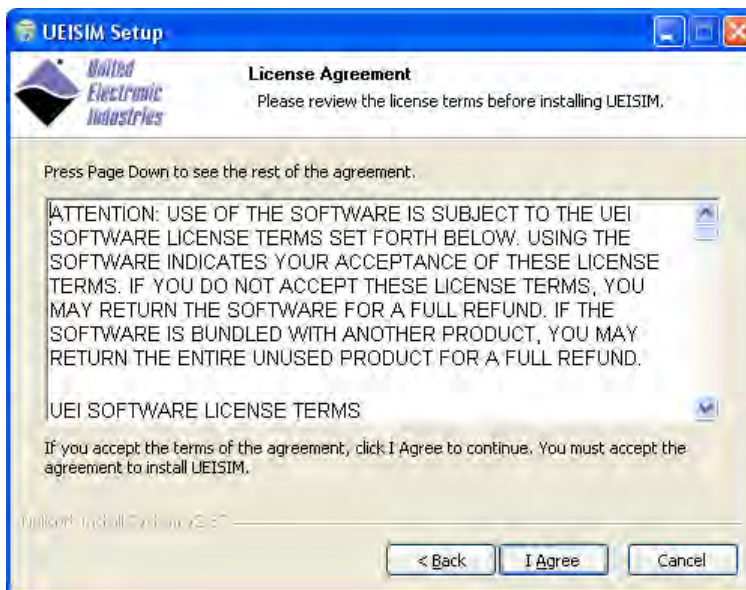 UEISIM Setup
United
Electronic
Industries
License Agreement
Please review the license terms before installing UEISIM.
Press Page Down to see the rest of the agreement.
ATTENTION: USE OF THE SOFTWARE IS SUBJECT TO THE UEI
SOFTWARE LICENSE TERMS SET FORTH BELOW. USING THE
SOFTWARE INDICATES YOUR ACCEPTANCE OF THESE LICENSE
TERMS. IF YOU DO NOT ACCEPT THESE LICENSE TERMS, YOU
MAY RETURN THE SOFTWARE FOR A FULL REFUND. IF THE
SOFTWARE IS BUNDLED WITH ANOTHER PRODUCT, YOU MAY
RETURN THE ENTIRE UNUSED PRODUCT FOR A FULL REFUND.
UEI SOFTWARE LICENSE TERMS
If you accept the terms of the agreement, click I Agree to continue. You must accept the
agreement to install UEISIM.
Install System
< Back
I Agree
Cancel